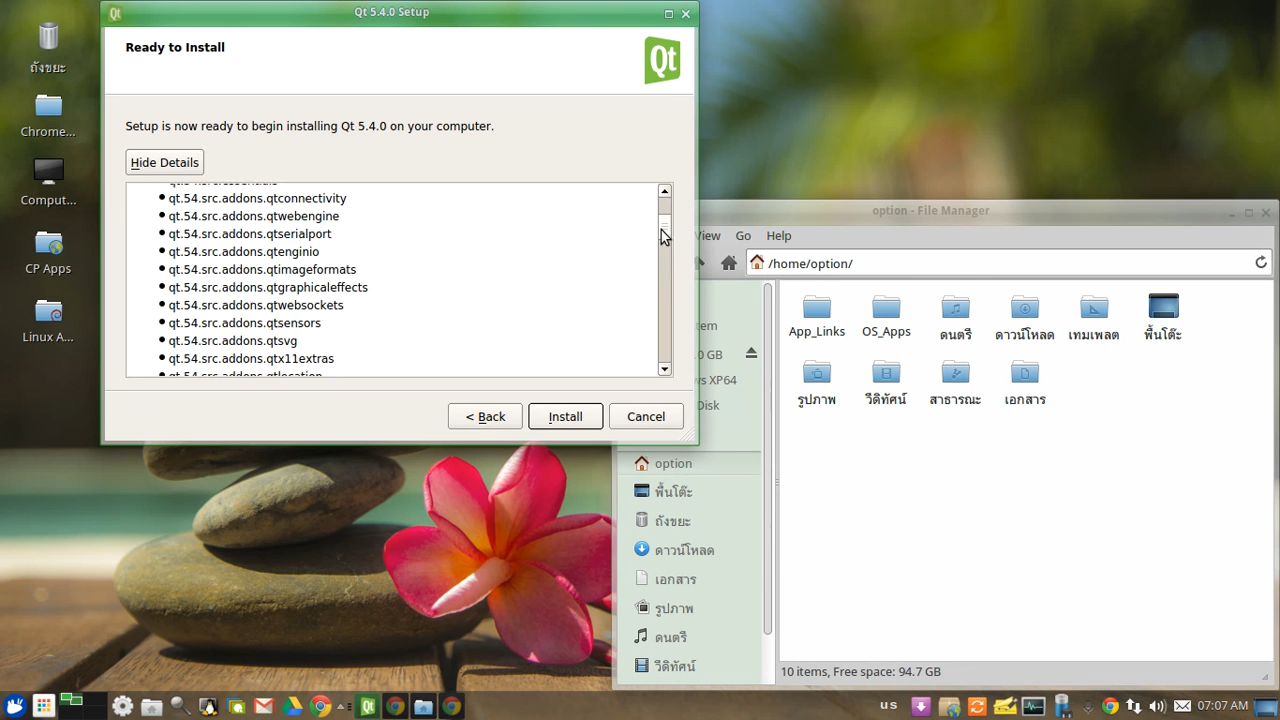 ถังขยะ
Chrome...
Comput...
CP Apps
Linux A...
Qt 5.4.0 Setup
Ready to Install
Qt
Setup is now ready to begin installing Qt 5.4.0 on your computer.
Hide Details
qt.54.src.addons.qtconnectivity
qt.54.src.addons.qtwebengine
qt.54.src.addons.qtserialport
qt.54.src.addons.qtenginio
qt.54.src.addons.qtimageformats
qt.54.src.addons.qtgraphicaleffects
qt.54.src.addons.qtwebsockets
qt.54.src.addons.qtsensors
qt.54.src.addons.qtsvg
qt.54.src.addons.qtx11extras
qt.54.src.addons.qtlocation
< Back
Install
Cancel
option - File Manager
View Go Help
/home/option/
App_Links OS_Apps ดนตรี ดาวน์โหลด เทมเพลต พื้นโต๊ะ
รูปภาพ วีดิทัศน์ สาธารณะ เอกสาร
option
พื้นโต๊ะ
ถังขยะ
ดาวน์โหลด
เอกสาร
รูปภาพ
ดนตรี
วีดิทัศน์
10 items, Free space: 94.7 GB
us
07:07 AM